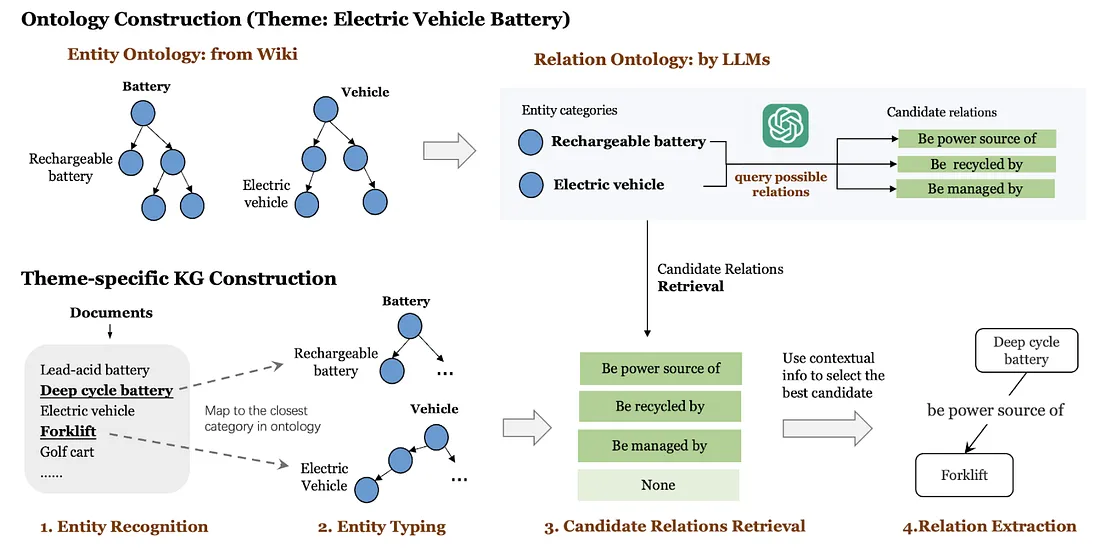 Ontology Construction (Theme: Electric Vehicle Battery)
Entity Ontology: from Wiki
Battery
Rechargeable
battery
Vehicle
Electric
vehicle
Relation Ontology: by LLMs
Entity categories
Rechargeable battery
Electric vehicle
query possible
relations
Candidate relations
Be power source of
Be recycled by
Be managed by
Candidate Relations
Retrieval
Theme-specific KG Construction
Documents
Lead-acid battery
Deep cycle battery
Electric vehicle
Forklift
Golf cart
......
Map to the closest
category in ontology
Battery
Rechargeable
battery
...
Vehicle
Electric
Vehicle
...
Be power source of
Be recycled by
Be managed by
None
Use contextual
info to select the
best candidate
Deep cycle
battery
be power source of
Forklift
1. Entity Recognition
2. Entity Typing
3. Candidate Relations Retrieval
4.Relation Extraction